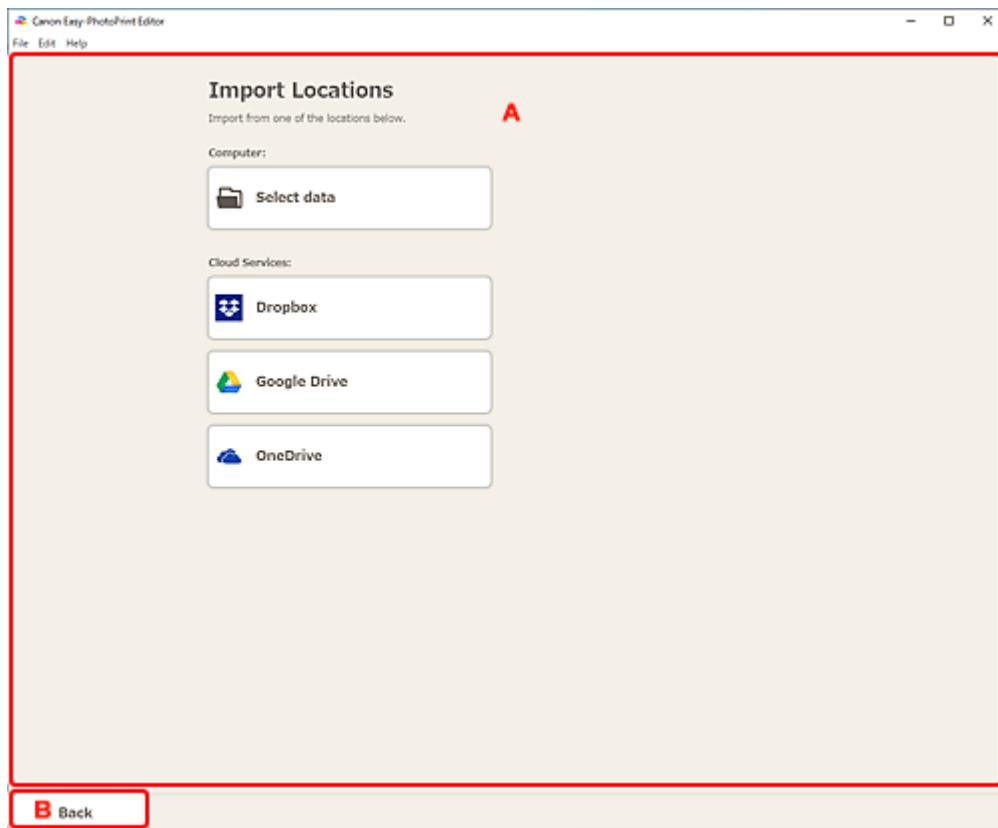 Canon Easy-PhotoPrint Editor
File Edit Help
Import Locations
A
Import from one of the locations below.
Computer:
Select data
Cloud Services:
Dropbox
Google Drive
OneDrive
B Back